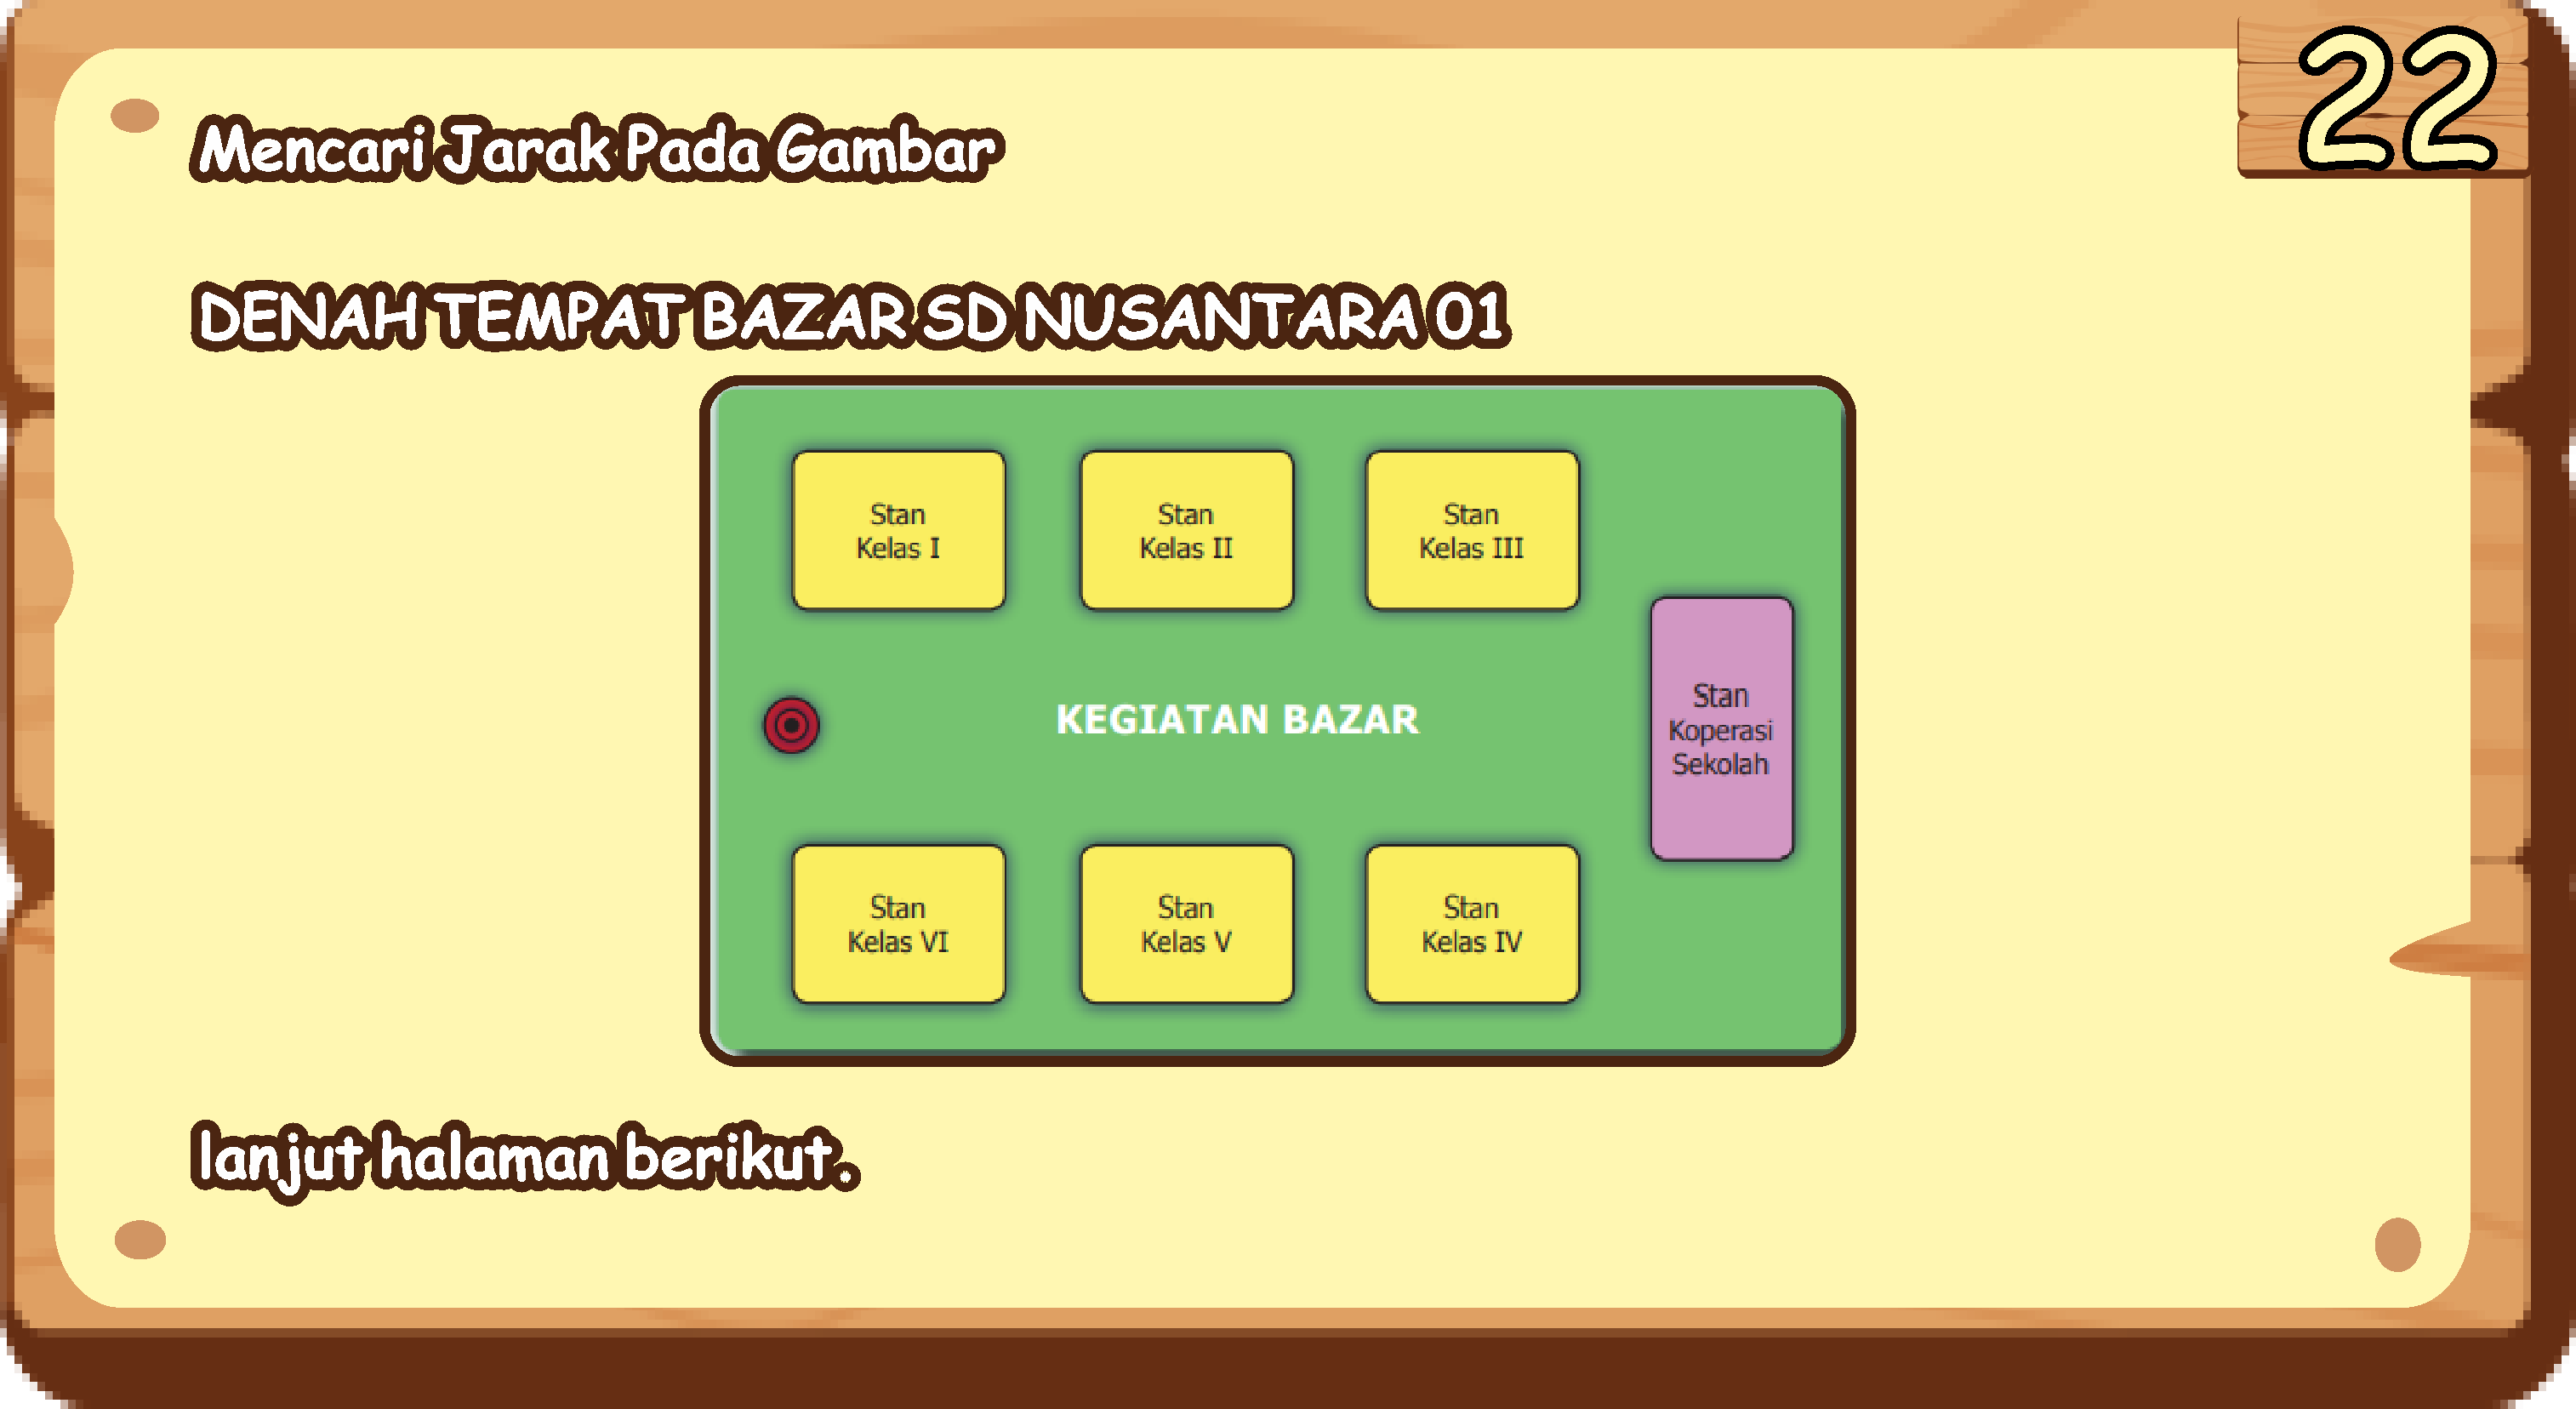 22
Mencari Jarak Pada Gambar
DENAH TEMPAT BAZAR SD NUSANTARA 01
Stan
Kelas I
Stan
Kelas II
Stan
Kelas III
KEGIATAN BAZAR
Stan
Koperasi
Sekolah
Stan
Kelas VI
Stan
Kelas V
Stan
Kelas IV
lanjut halaman berikut.